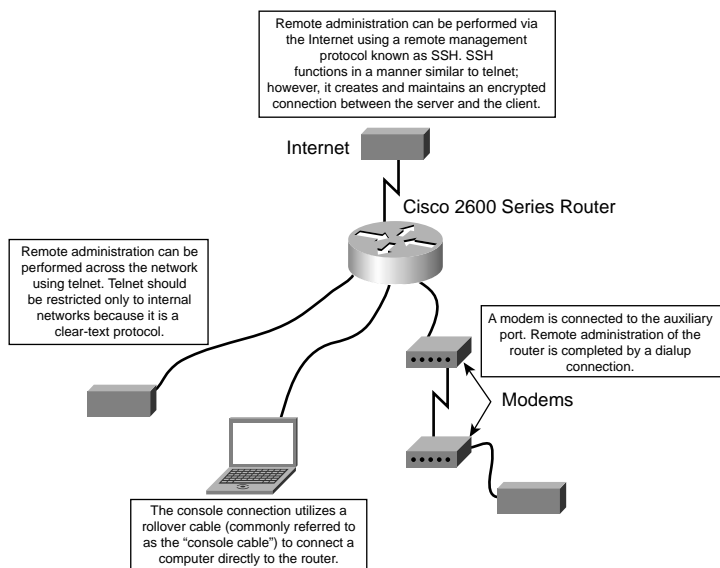 Remote administration can be performed via
the Internet using a remote management
protocol known as SSH. SSH
functions in a manner similar to telnet;
however, it creates and maintains an encrypted
connection between the server and the client.
Internet
Cisco 2600 Series Router
Remote administration can be
performed across the network
using telnet. Telnet should
be restricted only to internal
networks because it is a
clear-text protocol.
A modem is connected to the auxiliary
port. Remote administration of the
router is completed by a dialup
connection.
Modems
The console connection utilizes a
rollover cable (commonly referred to
as the “console cable”) to connect a
computer directly to the router.